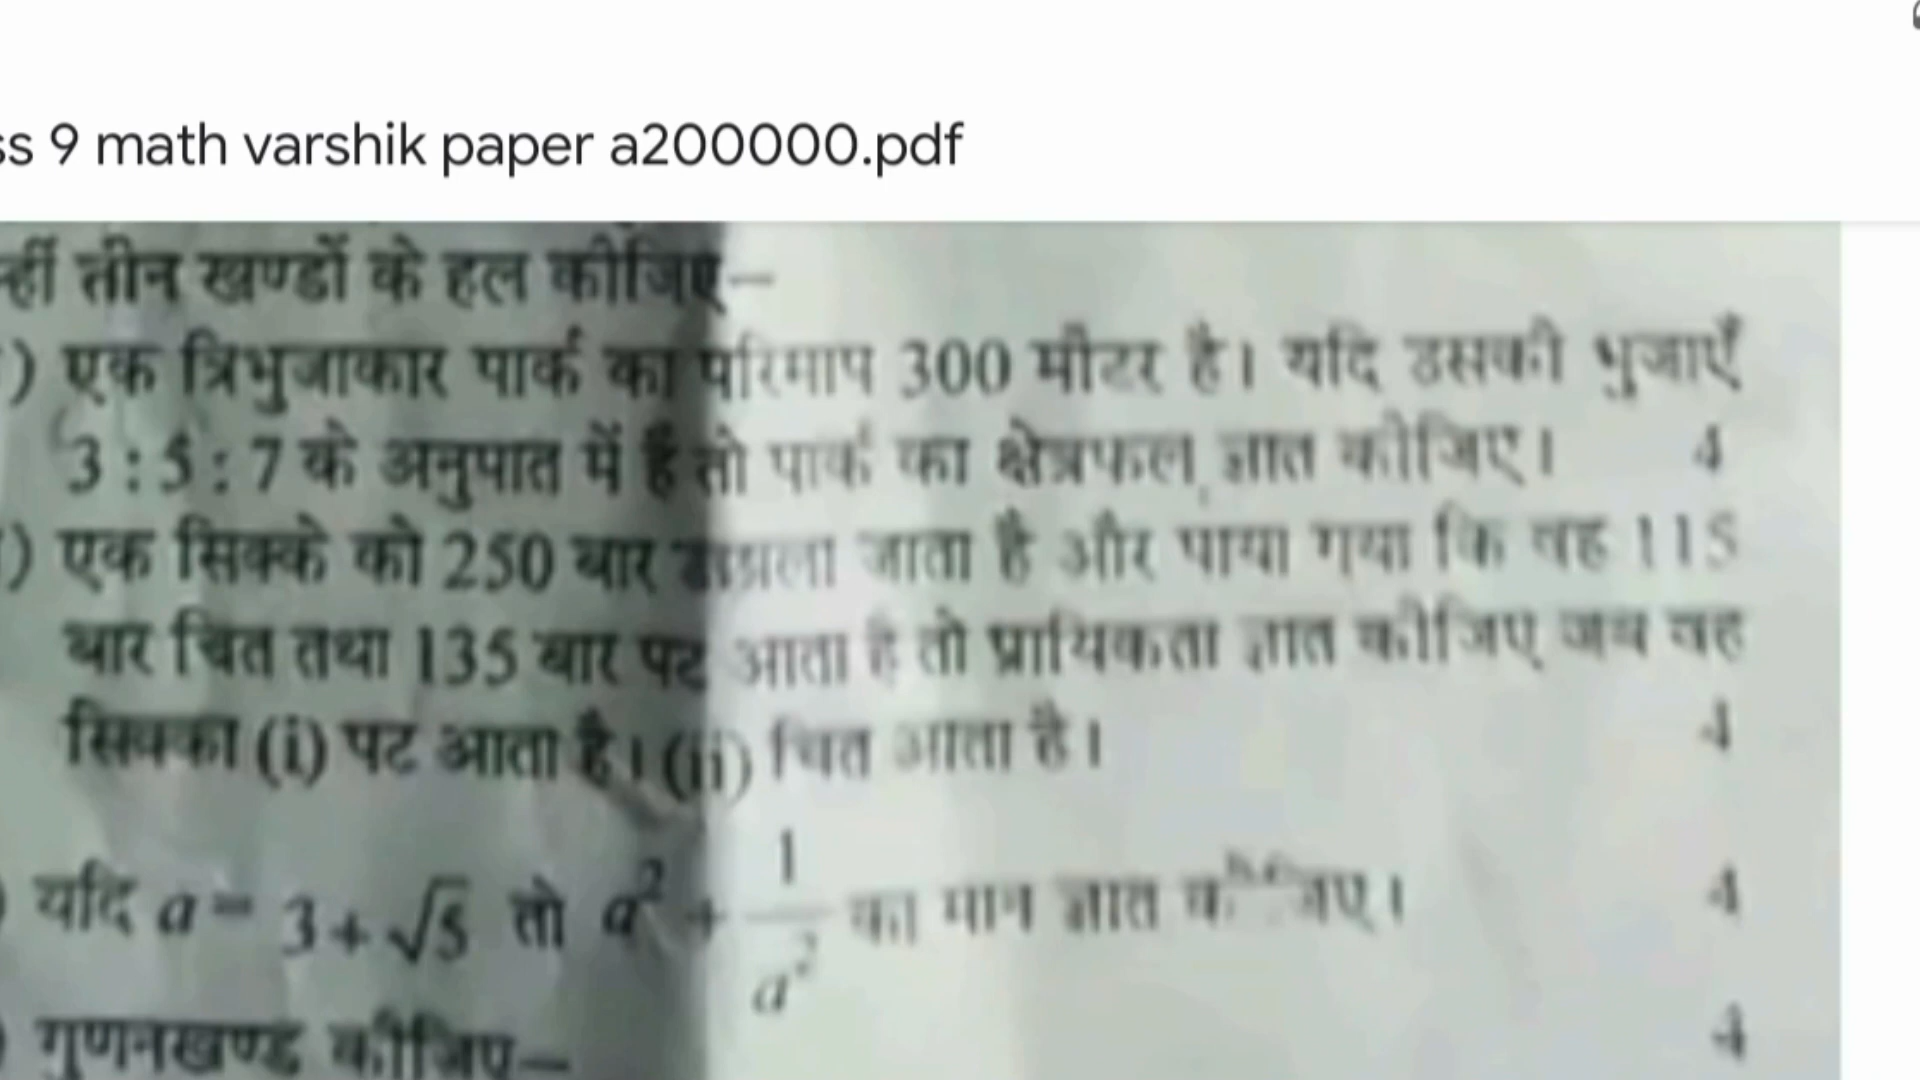 ss 9 math varshik paper a200000.pdf
न्हीं तीन खण्डों के हल कीजिए—
) एक त्रिभुजाकार पार्क का परिमाप 300 मीटर है। यदि उसकी भुजाएँ
3 : 5 : 7 के अनुपात में है तो पार्क का क्षेत्रफल ज्ञात कीजिए। 4
) एक सिक्के को 250 बार उछाला जाता है और पाया गया कि वह 115
बार चित तथा 135 बार पट आता है तो प्रायिकता ज्ञात कीजिए जब वह
सिक्का (i) पट आता है। (ii) चित आता है। 4
यदि a = 3+√5 तो a² + 1/a² का मान ज्ञात कीजिए। 4
गुणनखण्ड कीजिए— 4